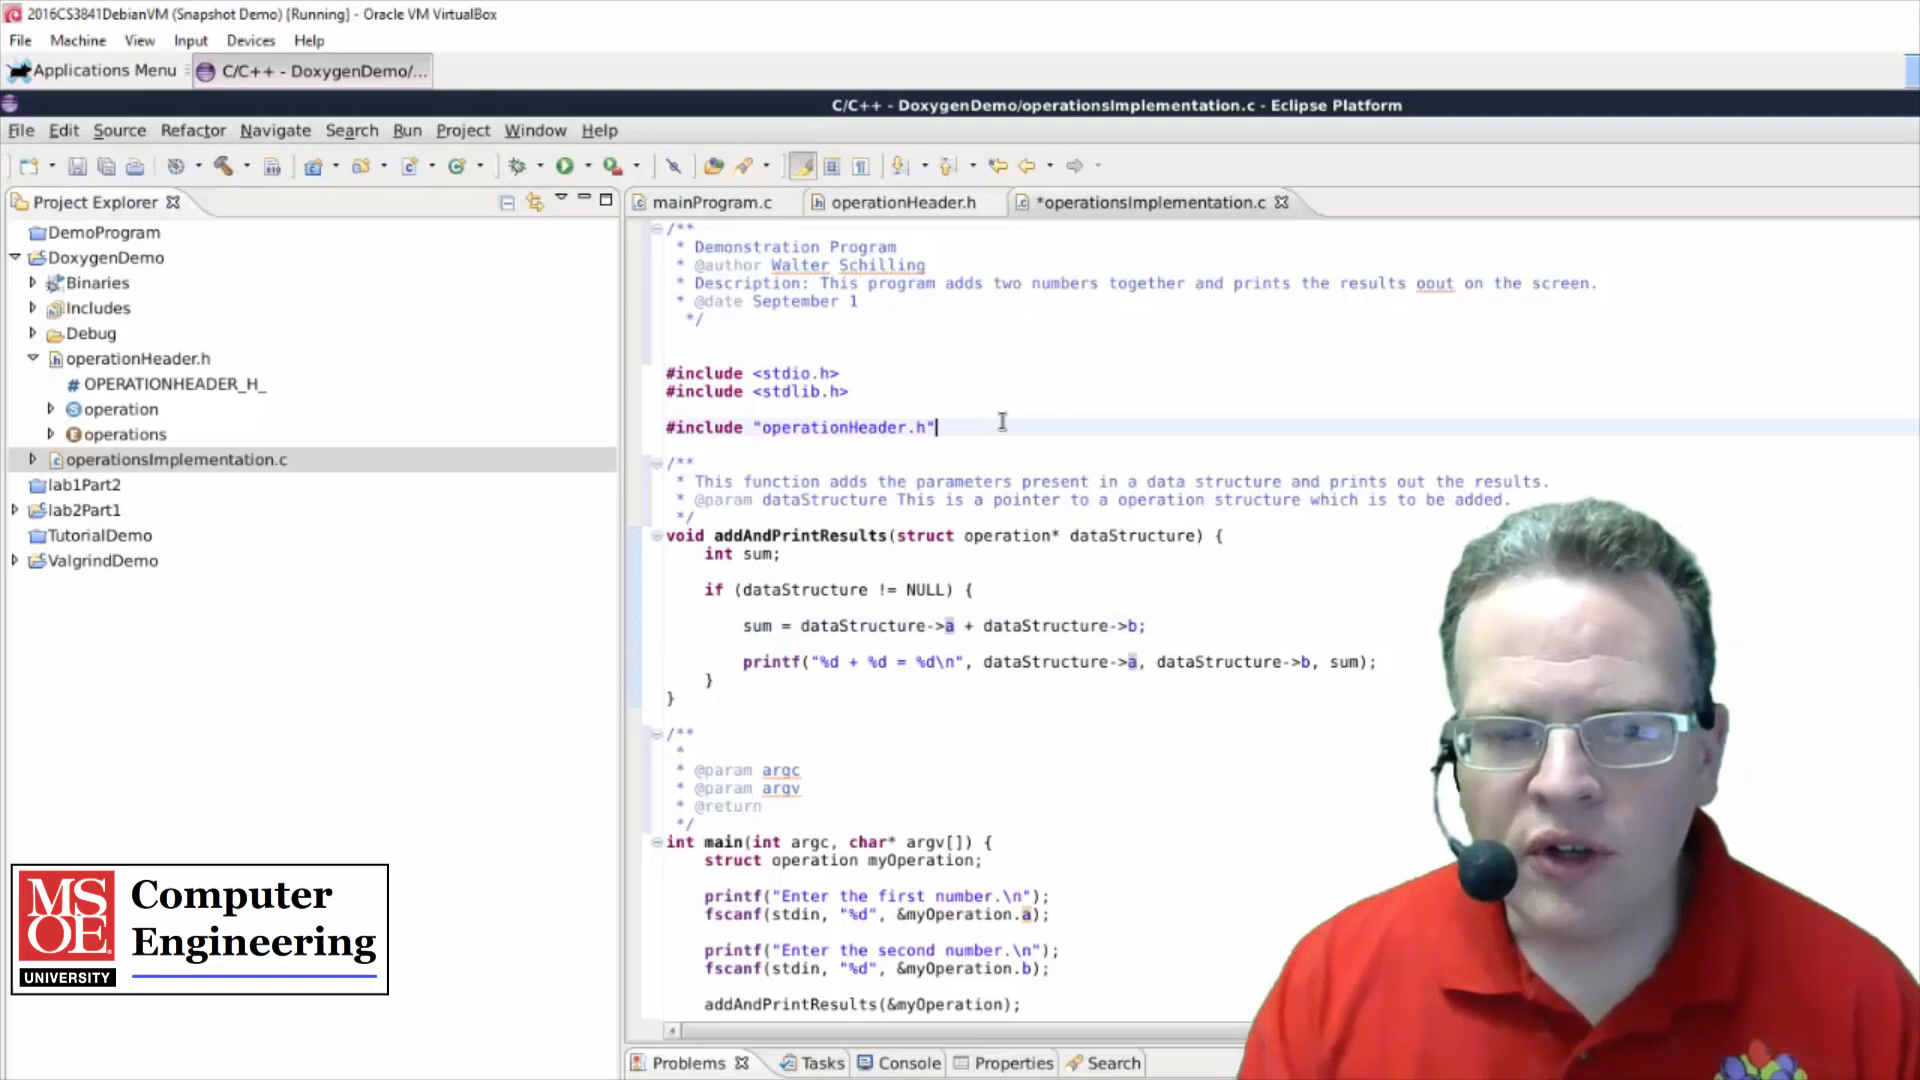 2016CS3841DebianVM (Snapshot Demo) [Running] - Oracle VM VirtualBox
File Machine View Input Devices Help
Applications Menu C/C++ - DoxygenDemo/...
C/C++ - DoxygenDemo/operationsImplementation.c - Eclipse Platform
File Edit Source Refactor Navigate Search Run Project Window Help
Project Explorer
mainProgram.c operationHeader.h *operationsImplementation.c
DemoProgram
DoxygenDemo
Binaries
Includes
Debug
operationHeader.h
OPERATIONHEADER_H_
operation
operations
operationsImplementation.c
lab1Part2
lab2Part1
TutorialDemo
ValgrindDemo
/**
* Demonstration Program
* @author Walter Schilling
* Description: This program adds two numbers together and prints the results oout on the screen.
* @date September 1
*/
#include <stdio.h>
#include <stdlib.h>
#include "operationHeader.h"
/**
* This function adds the parameters present in a data structure and prints out the results.
* @param dataStructure This is a pointer to a operation structure which is to be added.
*/
void addAndPrintResults(struct operation* dataStructure) {
int sum;
if (dataStructure != NULL) {
sum = dataStructure->a + dataStructure->b;
printf("%d + %d = %d\n", dataStructure->a, dataStructure->b, sum);
}
}
/**
*
* @param argc
* @param argv
* @return
*/
int main(int argc, char* argv[]) {
struct operation myOperation;
printf("Enter the first number.\n");
fscanf(stdin, "%d", &myOperation.a);
printf("Enter the second number.\n");
fscanf(stdin, "%d", &myOperation.b);
addAndPrintResults(&myOperation);
Problems Tasks Console Properties Search
MSOE
UNIVERSITY
Computer
Engineering